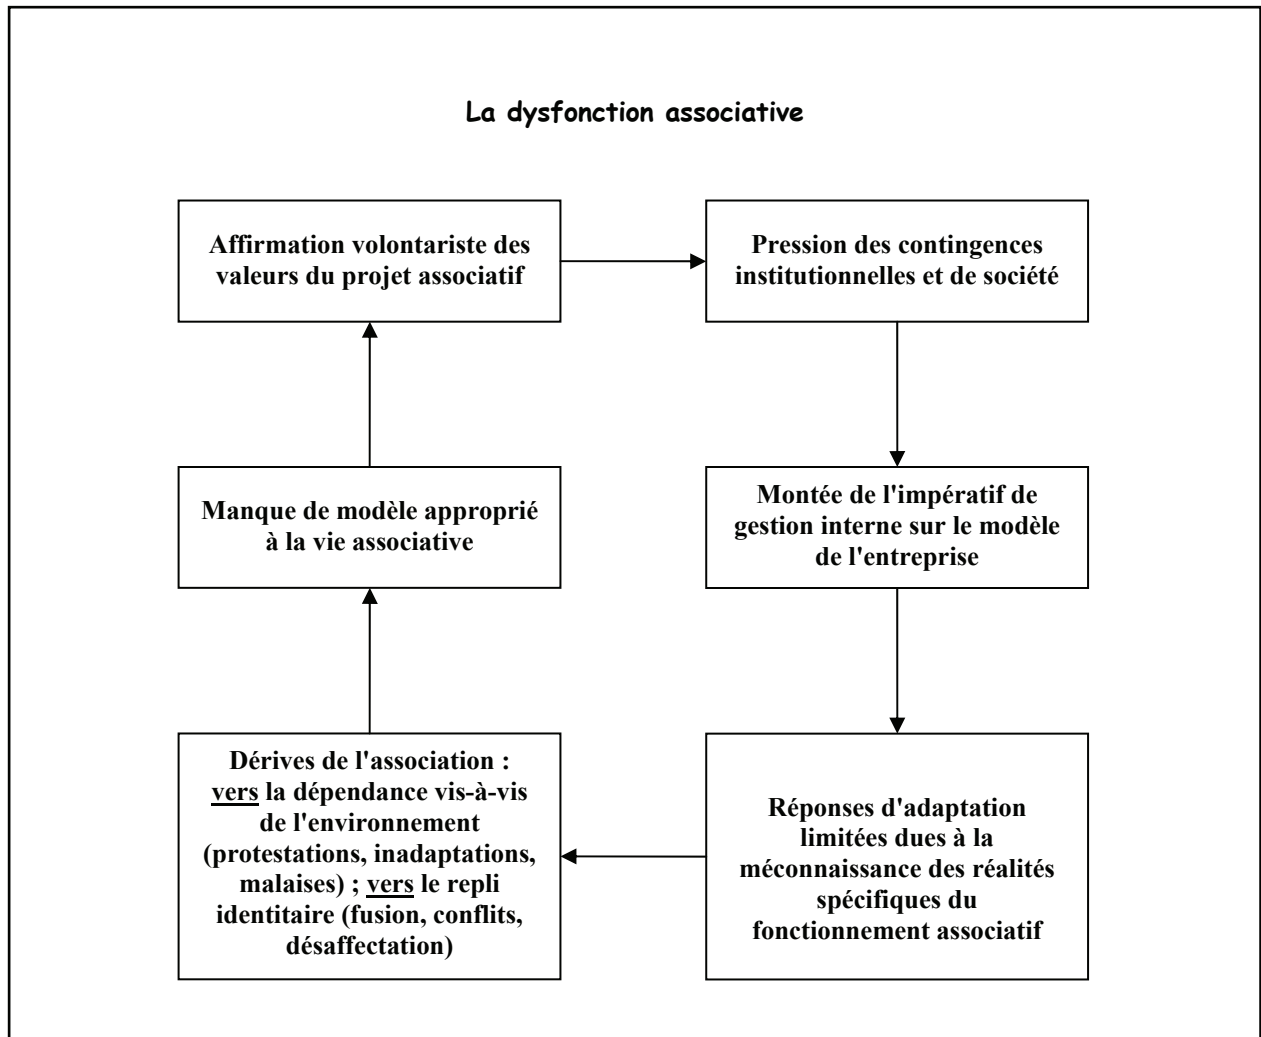 La dysfonction associative
Affirmation volontariste des
valeurs du projet associatif
Pression des contingences
institutionnelles et de société
Manque de modèle approprié
à la vie associative
Montée de l'impératif de
gestion interne sur le modèle
de l'entreprise
Dérives de l'association :
vers la dépendance vis-à-vis
de l'environnement
(protestations, inadaptations,
malaises) ; vers le repli
identitaire (fusion, conflits,
désaffectation)
Réponses d'adaptation
limitées dues à la
méconnaissance des réalités
spécifiques du
fonctionnement associatif